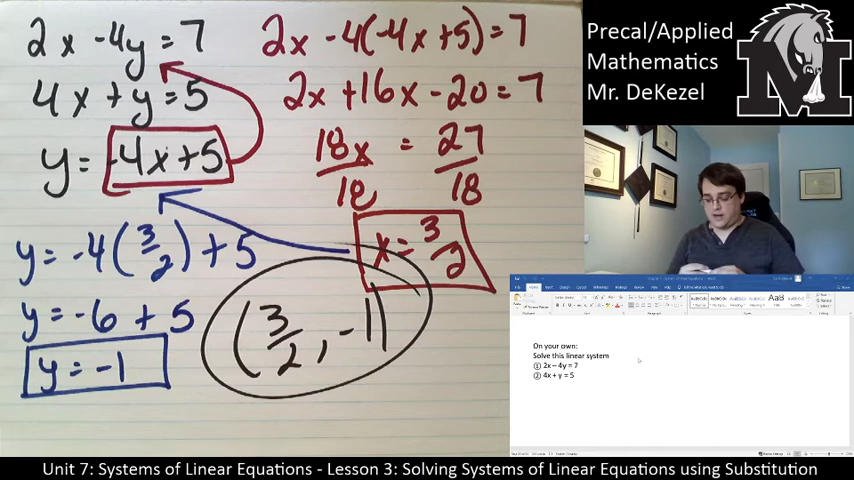 2x - 4y = 7
4x + y = 5
y = -4x + 5
y = -4(3/2) + 5
y = -6 + 5
y = -1
2x - 4(-4x + 5) = 7
2x + 16x - 20 = 7
18x/18 = 27/18
x = 3/2
(3/2, -1)
Precal/Applied
Mathematics
Mr. DeKezel
M
On your own:
Solve this linear system
① 2x – 4y = 7
② 4x + y = 5
Unit 7: Systems of Linear Equations - Lesson 3: Solving Systems of Linear Equations using Substitution